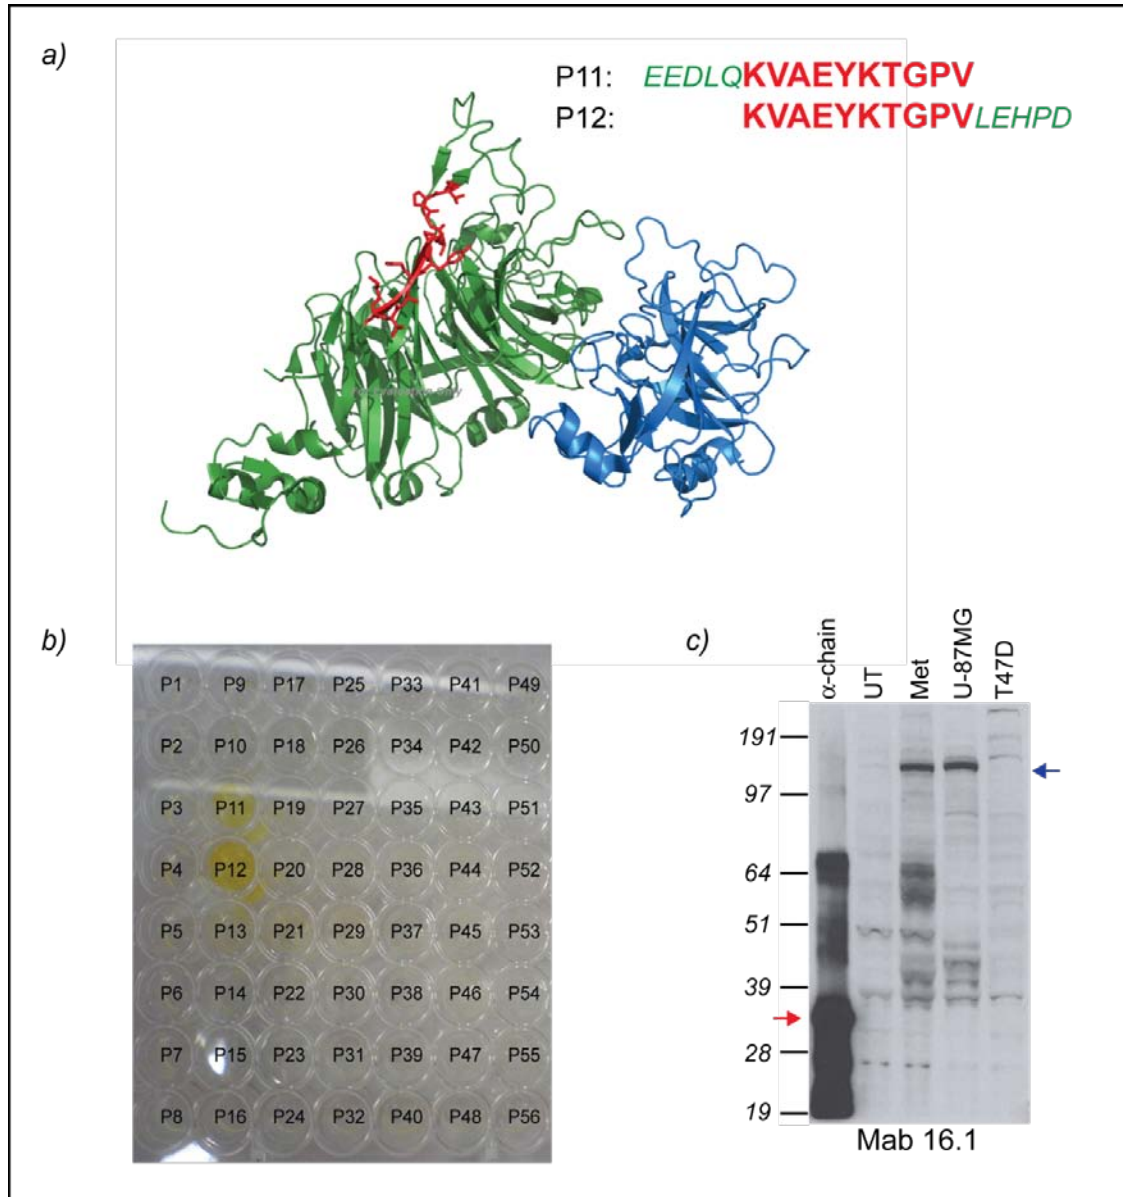 a)
P11: EEDLQKVAEYKTGPV
P12: KVAEYKTGPVLEHPD
b)
P1 P9 P17 P25 P33 P41 P49
P2 P10 P18 P26 P34 P42 P50
P3 P11 P19 P27 P35 P43 P51
P4 P12 P20 P28 P36 P44 P52
P5 P13 P21 P29 P37 P45 P53
P6 P14 P22 P30 P38 P46 P54
P7 P15 P23 P31 P39 P47 P55
P8 P16 P24 P32 P40 P48 P56
c)
α-chain
UT
Met
U-87MG
T47D
191
97
64
51
39
28
19
Mab 16.1